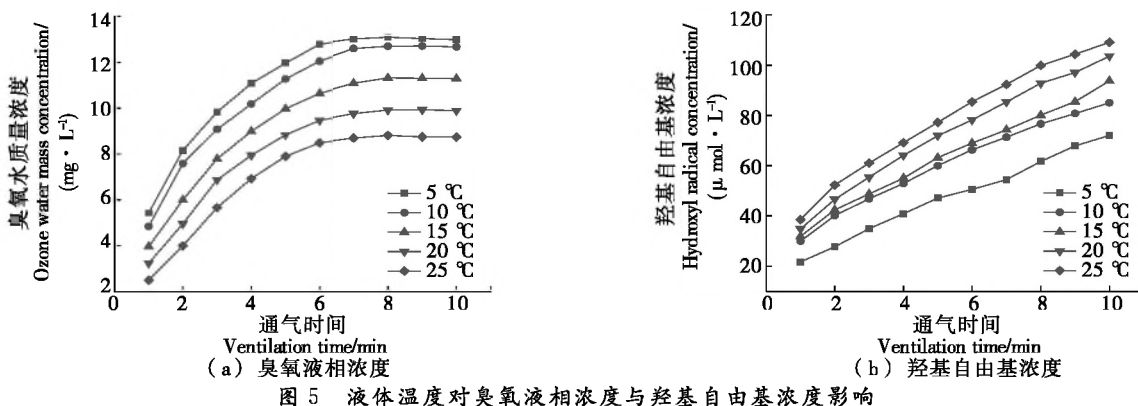 臭氧水质量浓度
Ozone water mass concentration/
(mg·L⁻¹)
14
12
10
8
6
4
2
0 2 4 6 8 10
5 ℃
10 ℃
15 ℃
20 ℃
25 ℃
通气时间
Ventilation time/min
(a) 臭氧液相浓度
羟基自由基浓度
Hydroxyl radical concentration/
(μ mol·L⁻¹)
120
100
80
60
40
20
0 2 4 6 8 10
5 ℃
10 ℃
15 ℃
20 ℃
25 ℃
通气时间
Ventilation time/min
(b) 羟基自由基浓度
图 5 液体温度对臭氧液相浓度与羟基自由基浓度影响